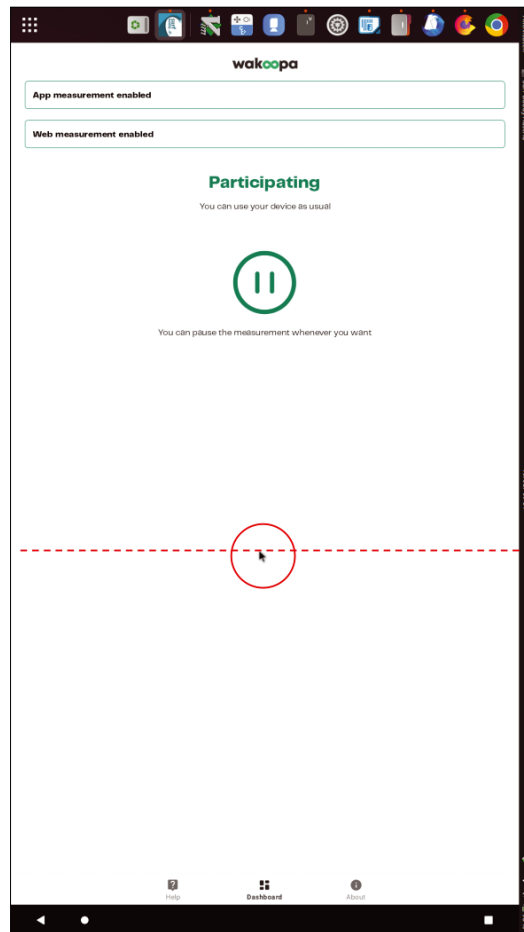 wakoopa
App measurement enabled
Web measurement enabled
Participating
You can use your device as usual
You can pause the measurement whenever you want
Help Dashboard About